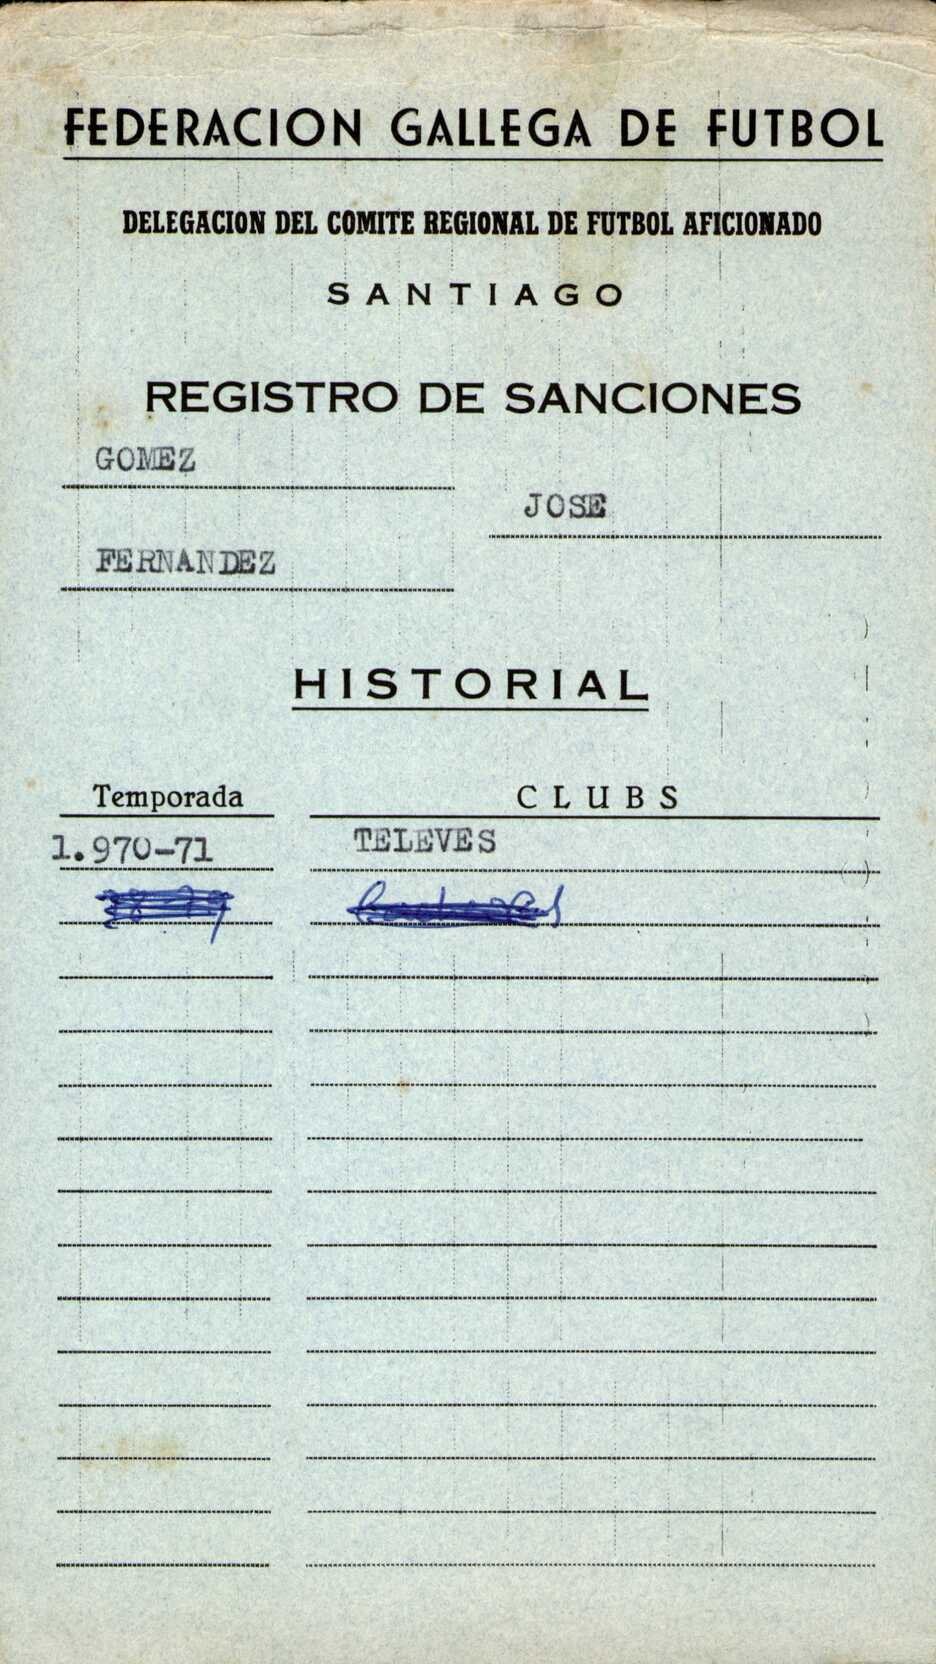 FEDERACION GALLEGA DE FUTBOL
DELEGACION DEL COMITE REGIONAL DE FUTBOL AFICIONADO
SANTIAGO
REGISTRO DE SANCIONES
GOMEZ
JOSE
FERNANDEZ
HISTORIAL
Temporada CLUBS
1.970-71 TELEVES